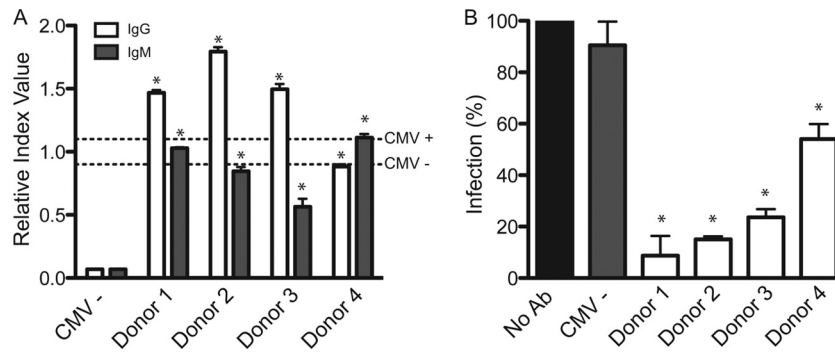 A
IgG
IgM
Relative Index Value
2.0
1.5
1.0
0.5
0.0
* * * * * * * *
CMV +
CMV -
CMV -
Donor 1
Donor 2
Donor 3
Donor 4
B
Infection (%)
100
80
60
40
20
0
* * * *
No Ab
CMV -
Donor 1
Donor 2
Donor 3
Donor 4